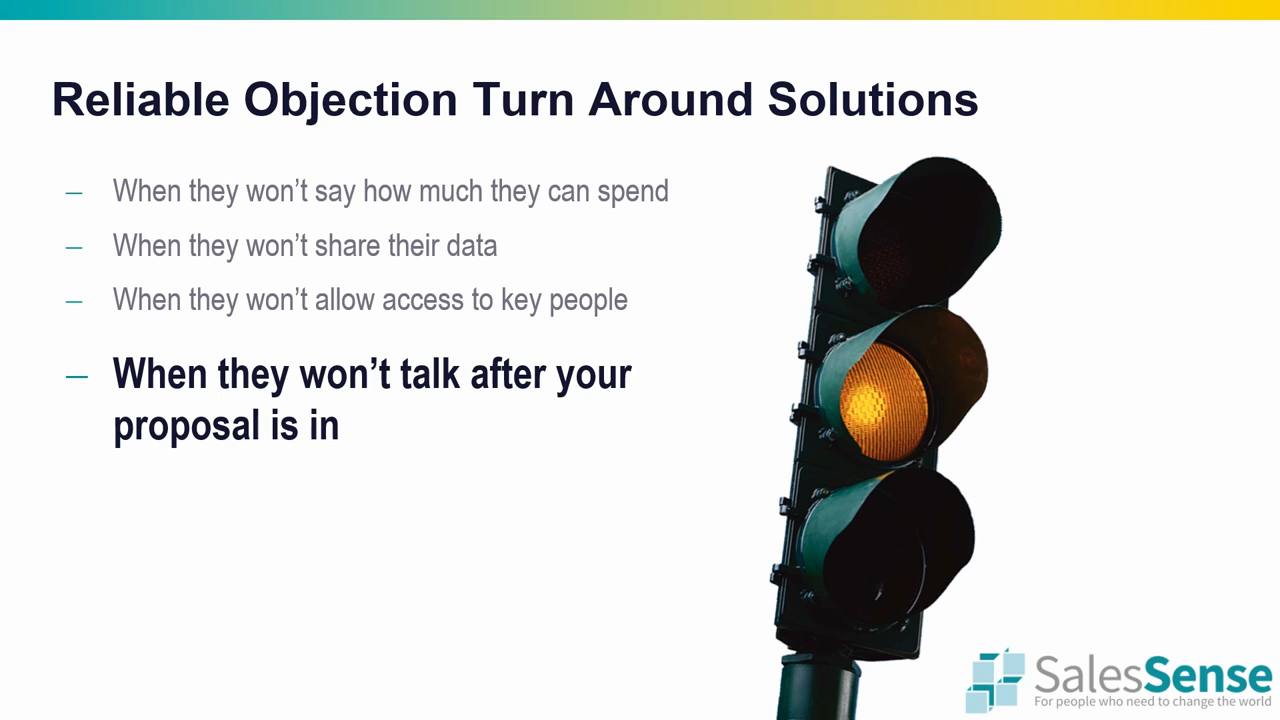 Reliable Objection Turn Around Solutions
– When they won’t say how much they can spend
– When they won’t share their data
– When they won’t allow access to key people
– When they won’t talk after your
proposal is in
SalesSense
For people who need to change the world